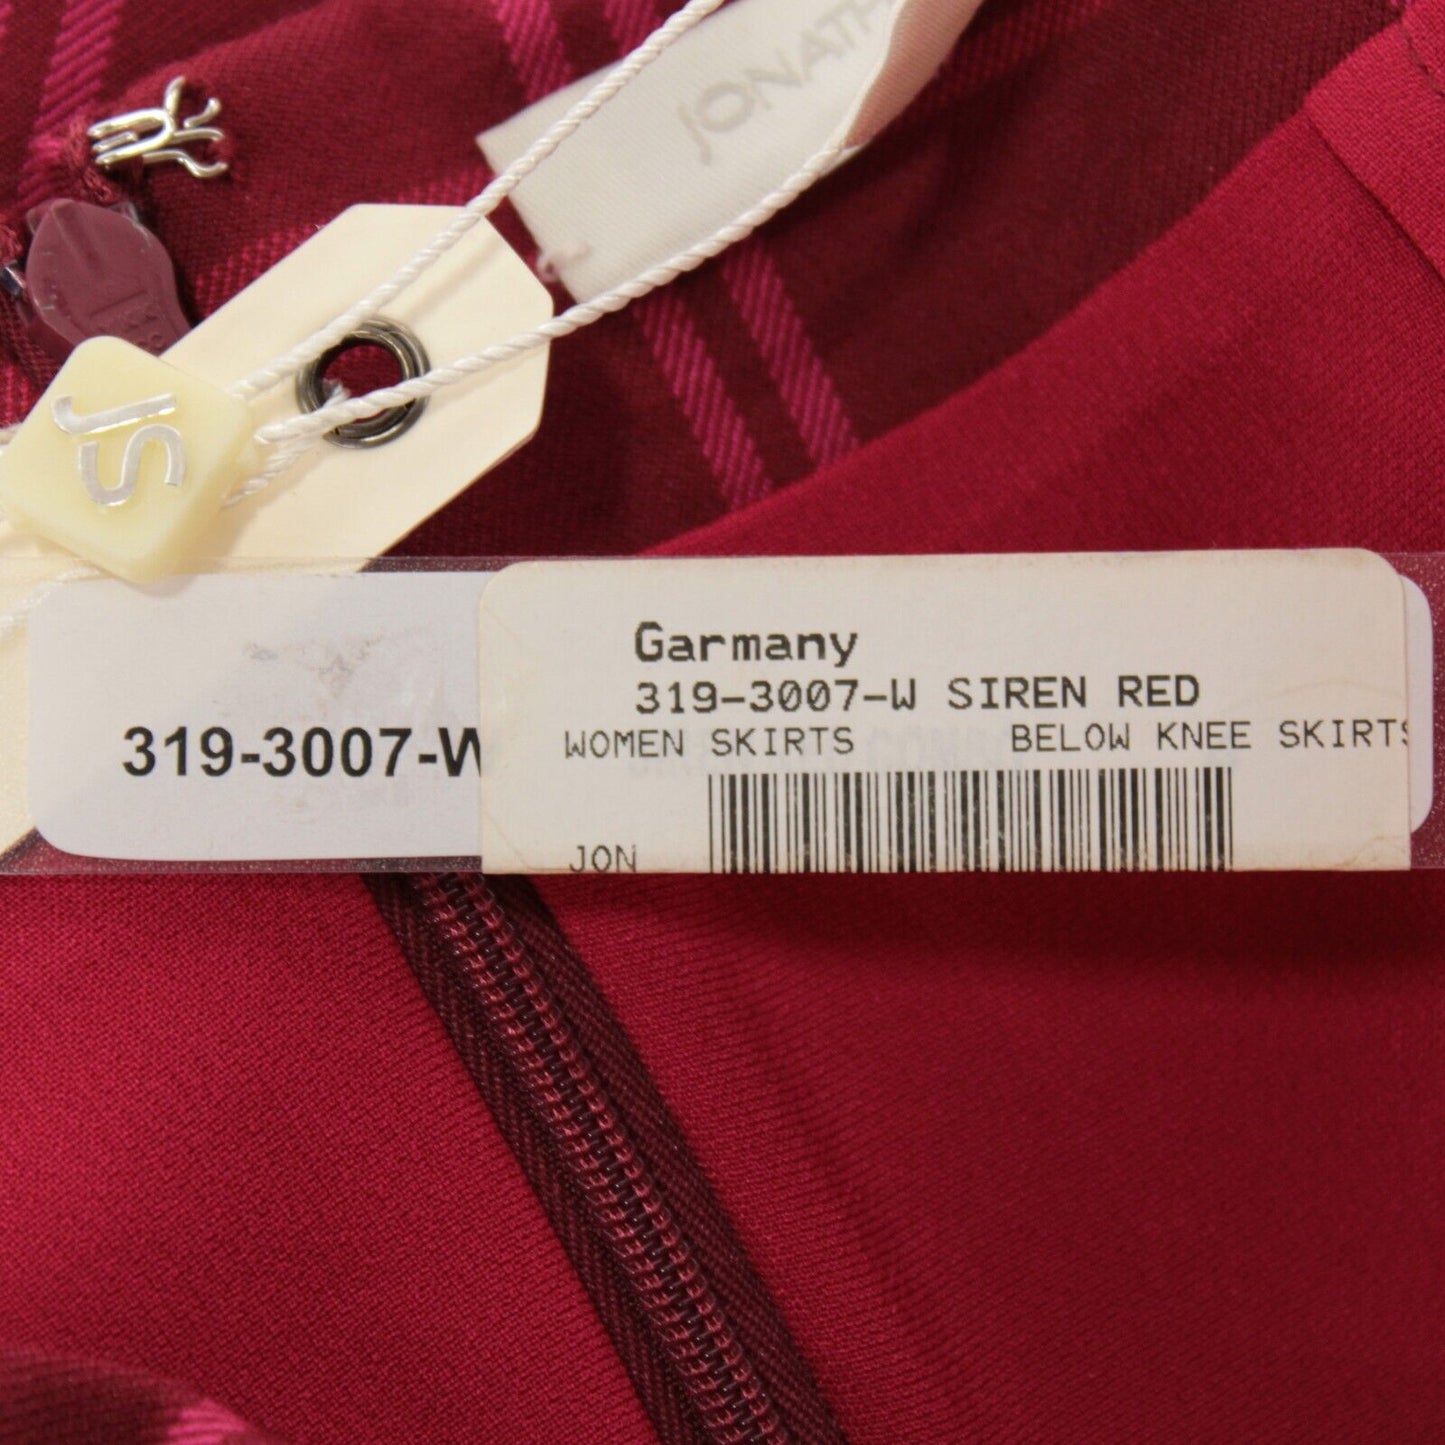 JONATH
JS
319-3007-W
Garmany
319-3007-W SIREN RED
WOMEN SKIRTS BELOW KNEE SKIRTS
JON